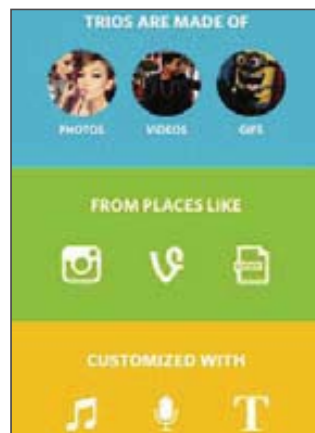 TRIOS ARE MADE OF
PHOTOS VIDEOS GIFS
FROM PLACES LIKE
CUSTOMIZED WITH
T